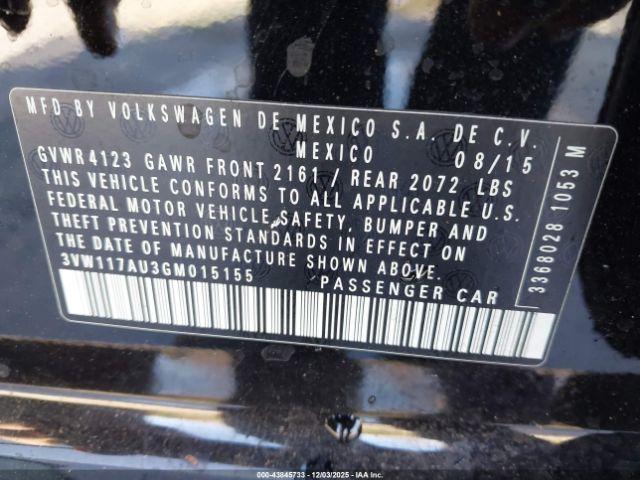 MFD BY VOLKSWAGEN DE MEXICO S.A. DE C.V.
MEXICO 08/15
GVWR 4123 GAWR FRONT 2161 / REAR 2072 LBS
THIS VEHICLE CONFORMS TO ALL APPLICABLE U.S.
FEDERAL MOTOR VEHICLE SAFETY, BUMPER AND
THEFT PREVENTION STANDARDS IN EFFECT ON
THE DATE OF MANUFACTURE SHOWN ABOVE.
3VW117AU3GM015155 PASSENGER CAR
3368028 1053 M
000-43845733 - 12/03/2025 - IAA Inc.